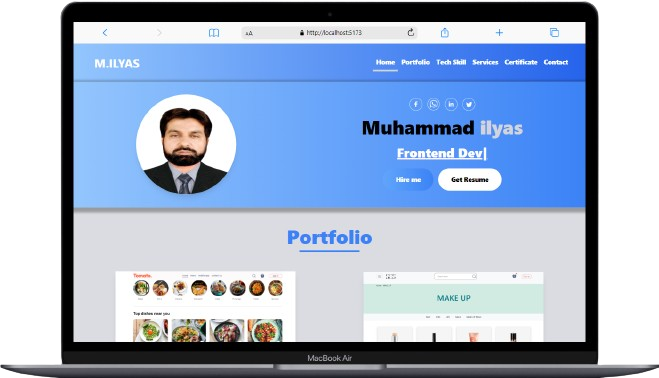 AA http://localhost:5173
M.ILYAS Home Portfolio Tech Skill Services Certificate Contact
Muhammad ilyas
Frontend Dev|
Hire me Get Resume
Portfolio
Tomato.
Top dishes near you
MAKE UP
MacBook Air